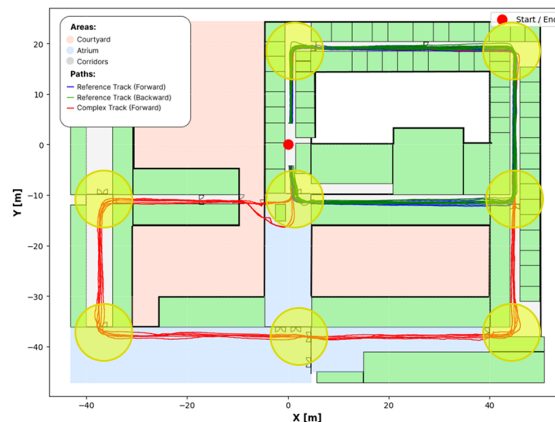 Areas:
Courtyard
Atrium
Corridors
Paths:
Reference Track (Forward)
Reference Track (Backward)
Complex Track (Forward)
Start / End
20
10
0
−10
−20
−30
−40
Y [m]
−40
−20
0
20
40
X [m]